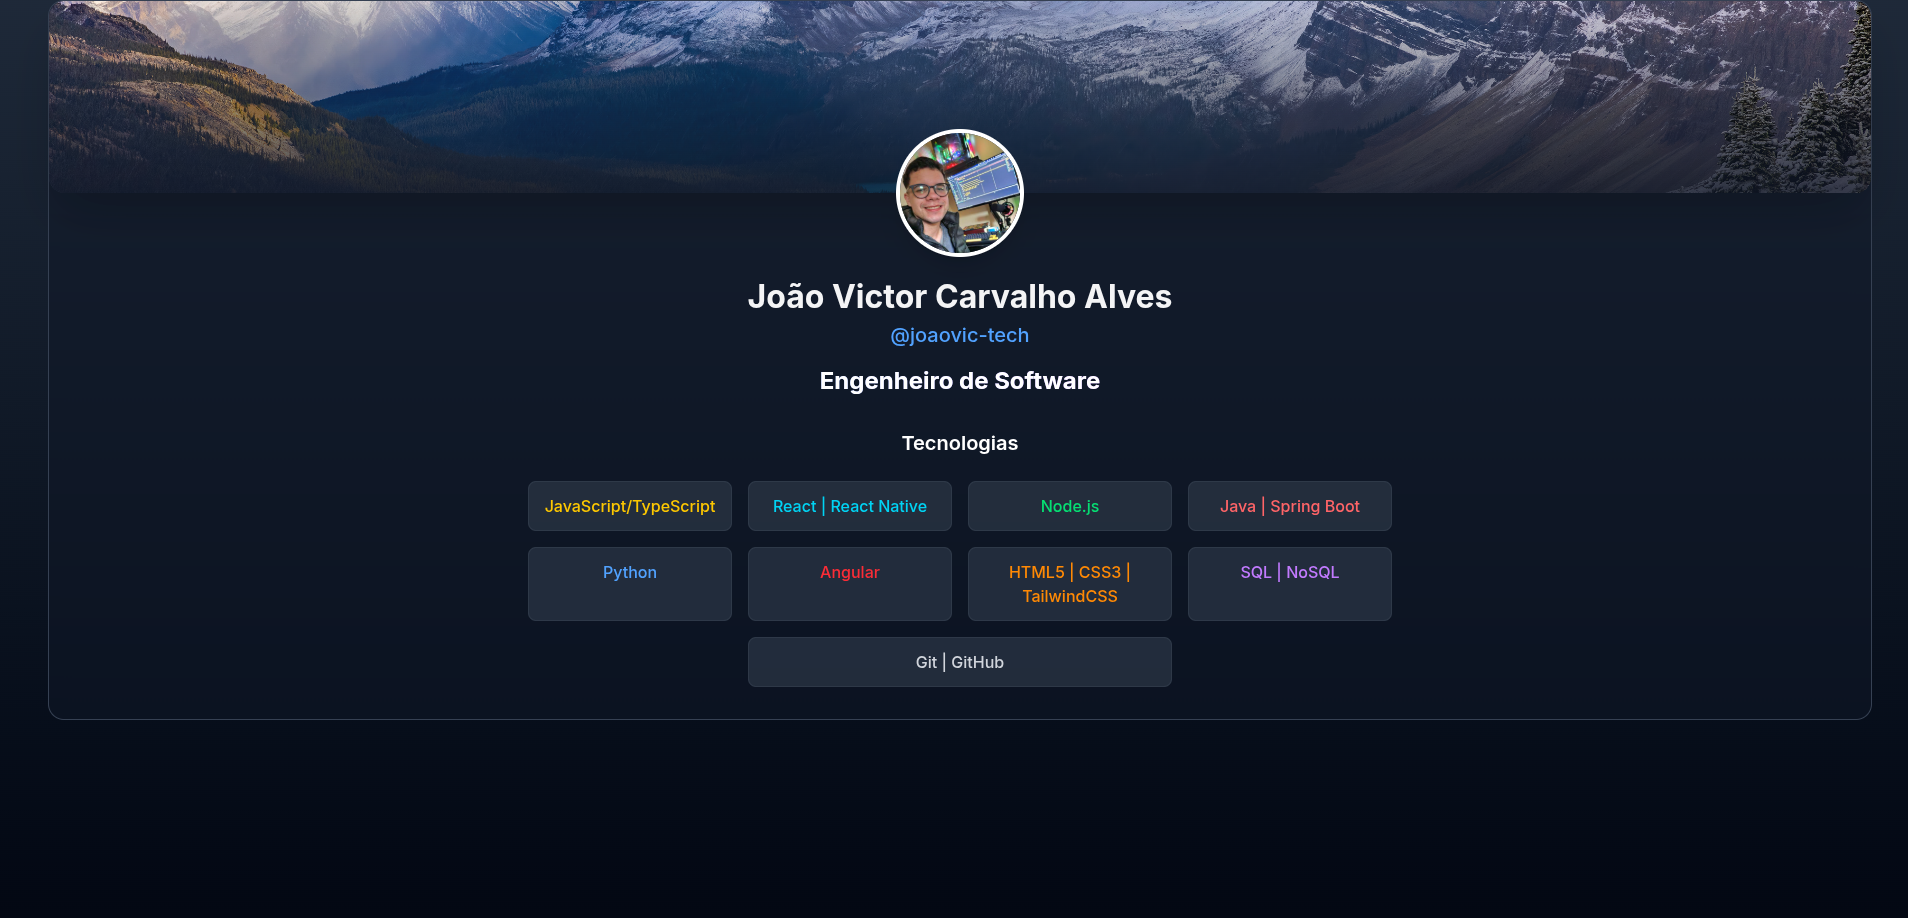 João Victor Carvalho Alves
@joaovic-tech
Engenheiro de Software
Tecnologias
JavaScript/TypeScript
React | React Native
Node.js
Java | Spring Boot
Python
Angular
HTML5 | CSS3 |
TailwindCSS
SQL | NoSQL
Git | GitHub